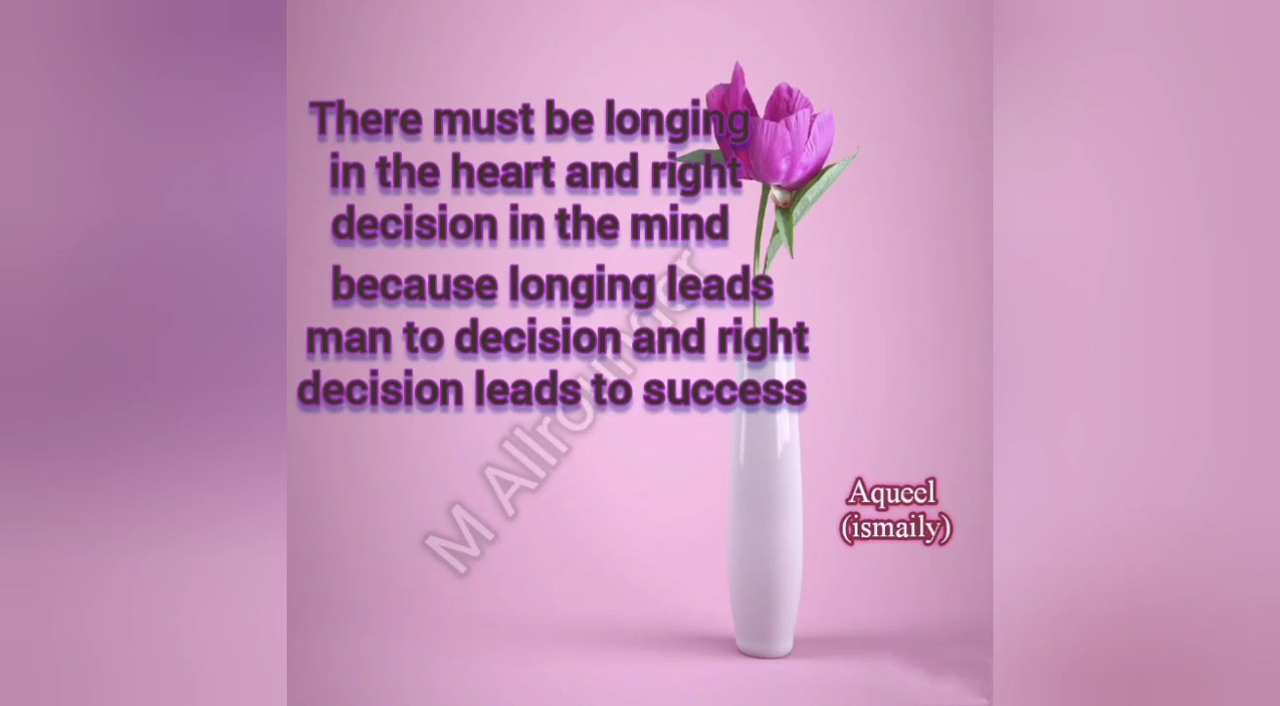 There must be longing
in the heart and right
decision in the mind
because longing leads
man to decision and right
decision leads to success
M Allrounder
Aqueel
(ismaily)